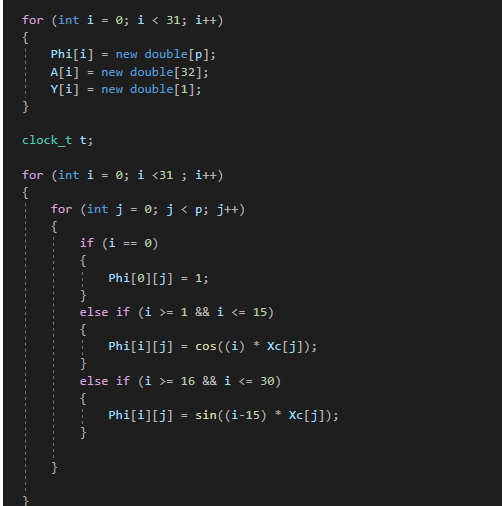 for (int i = 0; i < 31; i++)
{
Phi[i] = new double[p];
A[i] = new double[32];
Y[i] = new double[1];
}
clock_t t;
for (int i = 0; i <31 ; i++)
{
for (int j = 0; j < p; j++)
{
if (i == 0)
{
Phi[0][j] = 1;
}
else if (i >= 1 && i <= 15)
{
Phi[i][j] = cos((i) * Xc[j]);
}
else if (i >= 16 && i <= 30)
{
Phi[i][j] = sin((i-15) * Xc[j]);
}
}
}